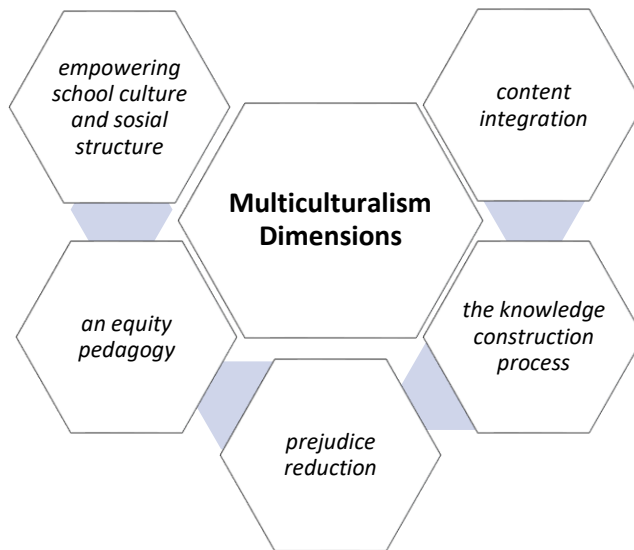 empowering
school culture
and sosial
structure
content
integration
Multiculturalism
Dimensions
an equity
pedagogy
the knowledge
construction
process
prejudice
reduction